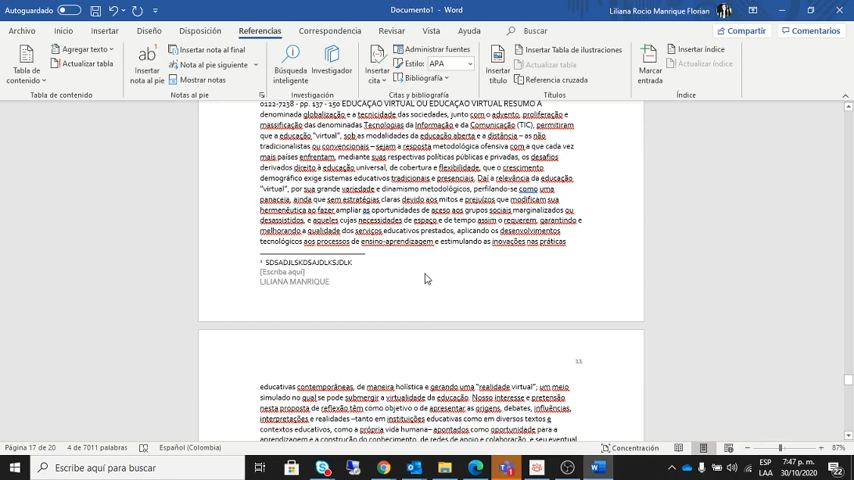 Autoguardado
Documento1 - Word
Liliana Rocio Manrique Florian
Archivo Inicio Insertar Diseño Disposición Referencias Correspondencia Revisar Vista Ayuda Buscar Compartir Comentarios
Tabla de contenido
Agregar texto
Actualizar tabla
Tabla de contenido
Insertar nota al pie
Insertar nota al final
Nota al pie siguiente
Mostrar notas
Notas al pie
Búsqueda inteligente
Investigador
Investigación
Insertar cita
Administrar fuentes
Estilo: APA
Bibliografía
Citas y bibliografía
Insertar título
Insertar Tabla de ilustraciones
Actualizar tabla
Referencia cruzada
Títulos
Marcar entrada
Insertar índice
Actualizar índice
Índice
0122-7238 - pp. 137 - 150 EDUCAÇÃO VIRTUAL OU EDUCAÇÃO VIRTUAL RESUMO A
denominada globalização e a tecnicidade das sociedades, junto com o advento, proliferação e
massificação das denominadas Tecnologias da Informação e da Comunicação (TIC), permitiram
que a educação "virtual", sob as modalidades da educação aberta e a distância – as não
tradicionalistas ou convencionais – sejam a resposta metodológica ofensiva com a que cada vez
mais países enfrentam, mediante suas respectivas políticas públicas e privadas, os desafios
derivados direito à educação universal, de cobertura e flexibilidade, que o crescimento
demográfico exige sistemas educativos tradicionais e presenciais. Daí a relevância da educação
"virtual", por sua grande variedade e dinamismo metodológicos, perfilando-se como uma
panaceia, ainda que sem estratégias claras devido aos mitos e prejuízos que modificam sua
hermenêutica ao fazer ampliar as oportunidades de aceso aos grupos sociais marginalizados ou
desassistidos, e aqueles cujas necessidades de espaço e de tempo assim o requerem, garantindo e
melhorando a qualidade dos serviços educativos prestados, aplicando os desenvolvimentos
tecnológicos aos processos de ensino-aprendizagem e estimulando as inovações nas práticas
¹ SDSADJLSKDSAJDLKSJDLK
[Escriba aquí]
LILIANA MANRIQUE
33
educativas contemporâneas, de maneira holística e gerando uma "realidade virtual"; um meio
simulado no qual se pode submergir a virtualidade da educação. Nosso interesse e pretensão
nesta proposta de reflexão têm como objetivo o de apresentar as origens, debates, influências,
interpretações e realidades –tanto em instituições educativas como em diversos textos e
contextos educativos, como a própria vida humana– apontados como oportunidade para a
aprendizagem e a construção do conhecimento, de redes de apoio e colaboração, e seu eventual
Página 17 de 20 4 de 7011 palabras Español (Colombia) Concentración 87%
Escribe aquí para buscar
ESP
LAA
7:47 p. m.
30/10/2020
22